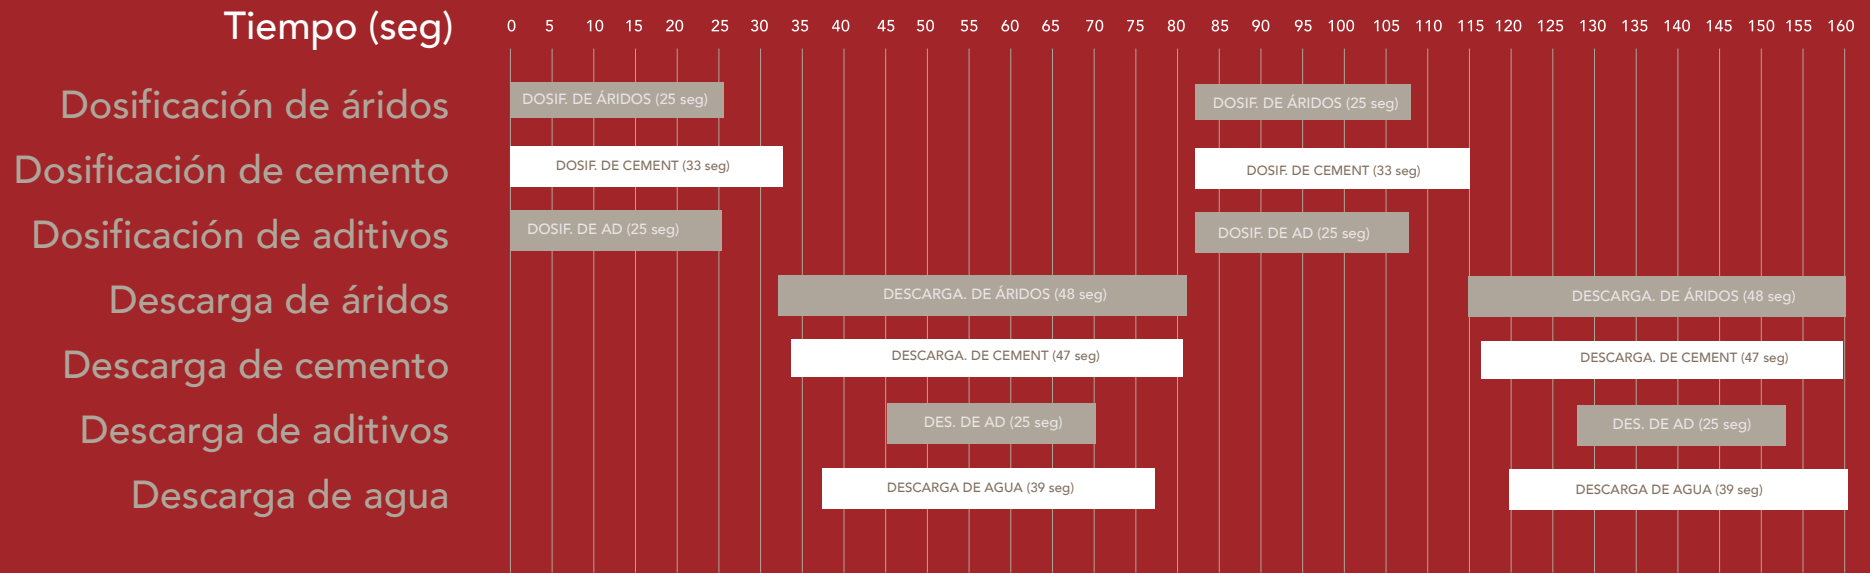 Tiempo (seg) 0 5 10 15 20 25 30 35 40 45 50 55 60 65 70 75 80 85 90 95 100 105 110 115 120 125 130 135 140 145 150 155 160
Dosificación de áridos DOSIF. DE ÁRIDOS (25 seg) DOSIF. DE ÁRIDOS (25 seg)
Dosificación de cemento DOSIF. DE CEMENT (33 seg) DOSIF. DE CEMENT (33 seg)
Dosificación de aditivos DOSIF. DE AD (25 seg) DOSIF. DE AD (25 seg)
Descarga de áridos DESCARGA. DE ÁRIDOS (48 seg) DESCARGA. DE ÁRIDOS (48 seg)
Descarga de cemento DESCARGA. DE CEMENT (47 seg) DESCARGA. DE CEMENT (47 seg)
Descarga de aditivos DES. DE AD (25 seg) DES. DE AD (25 seg)
Descarga de agua DESCARGA DE AGUA (39 seg) DESCARGA DE AGUA (39 seg)